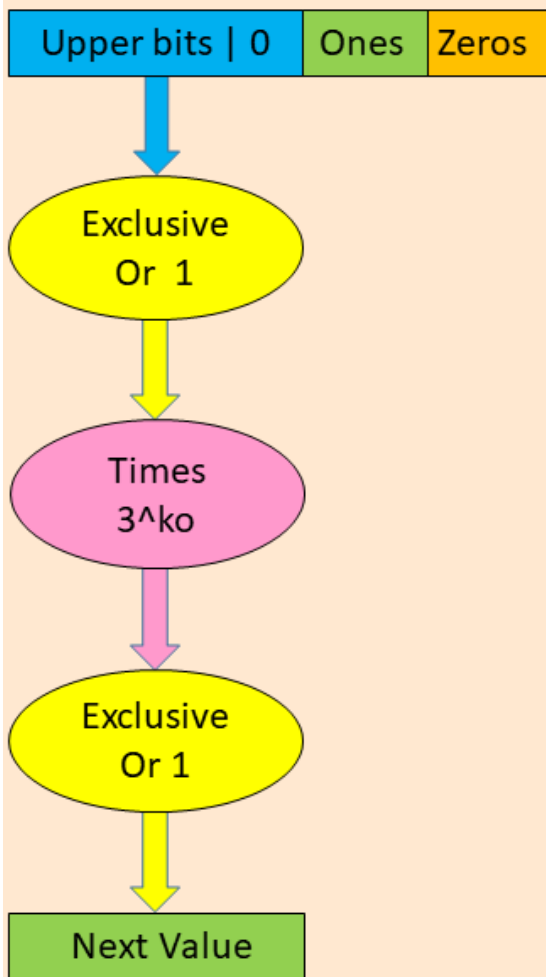 Upper bits | 0 Ones Zeros
Exclusive
Or 1
Times
3^ko
Exclusive
Or 1
Next Value